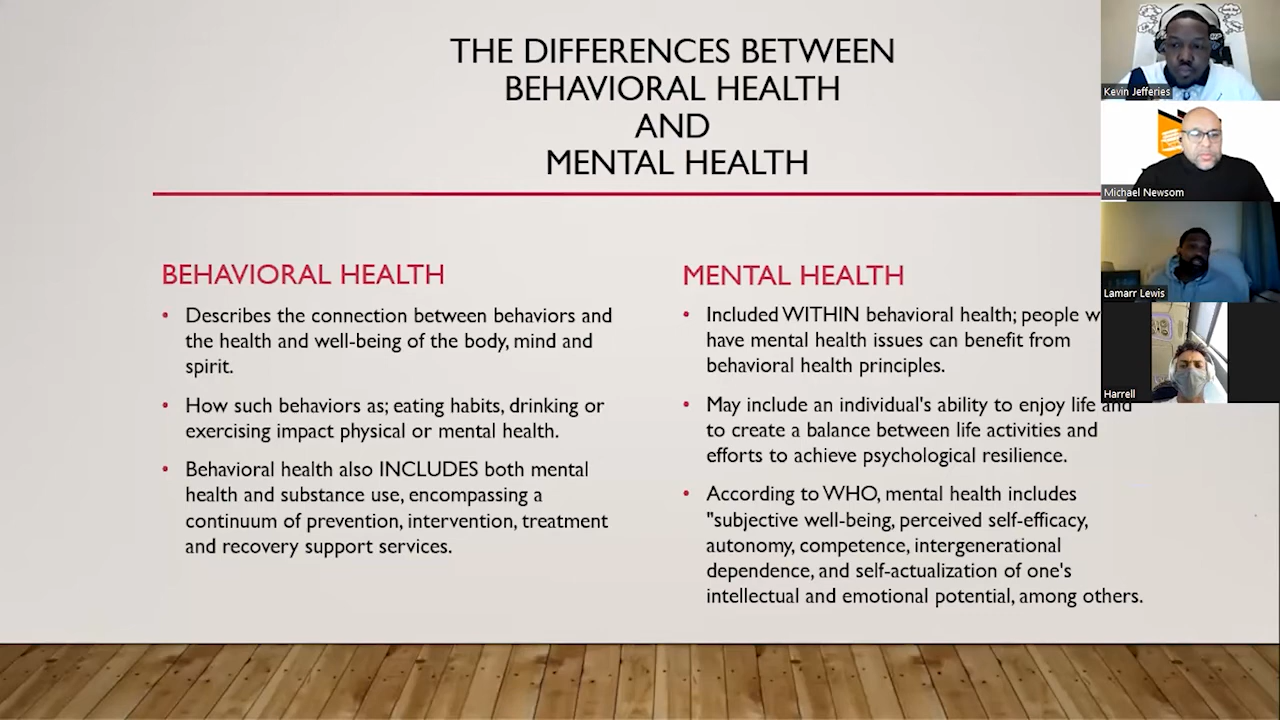 THE DIFFERENCES BETWEEN
BEHAVIORAL HEALTH
AND
MENTAL HEALTH
BEHAVIORAL HEALTH
• Describes the connection between behaviors and
the health and well-being of the body, mind and
spirit.
• How such behaviors as; eating habits, drinking or
exercising impact physical or mental health.
• Behavioral health also INCLUDES both mental
health and substance use, encompassing a
continuum of prevention, intervention, treatment
and recovery support services.
MENTAL HEALTH
• Included WITHIN behavioral health; people w
have mental health issues can benefit from
behavioral health principles.
• May include an individual's ability to enjoy life and
to create a balance between life activities and
efforts to achieve psychological resilience.
• According to WHO, mental health includes
"subjective well-being, perceived self-efficacy,
autonomy, competence, intergenerational
dependence, and self-actualization of one's
intellectual and emotional potential, among others.
Kevin Jefferies
Michael Newsom
Lamarr Lewis
Harrell